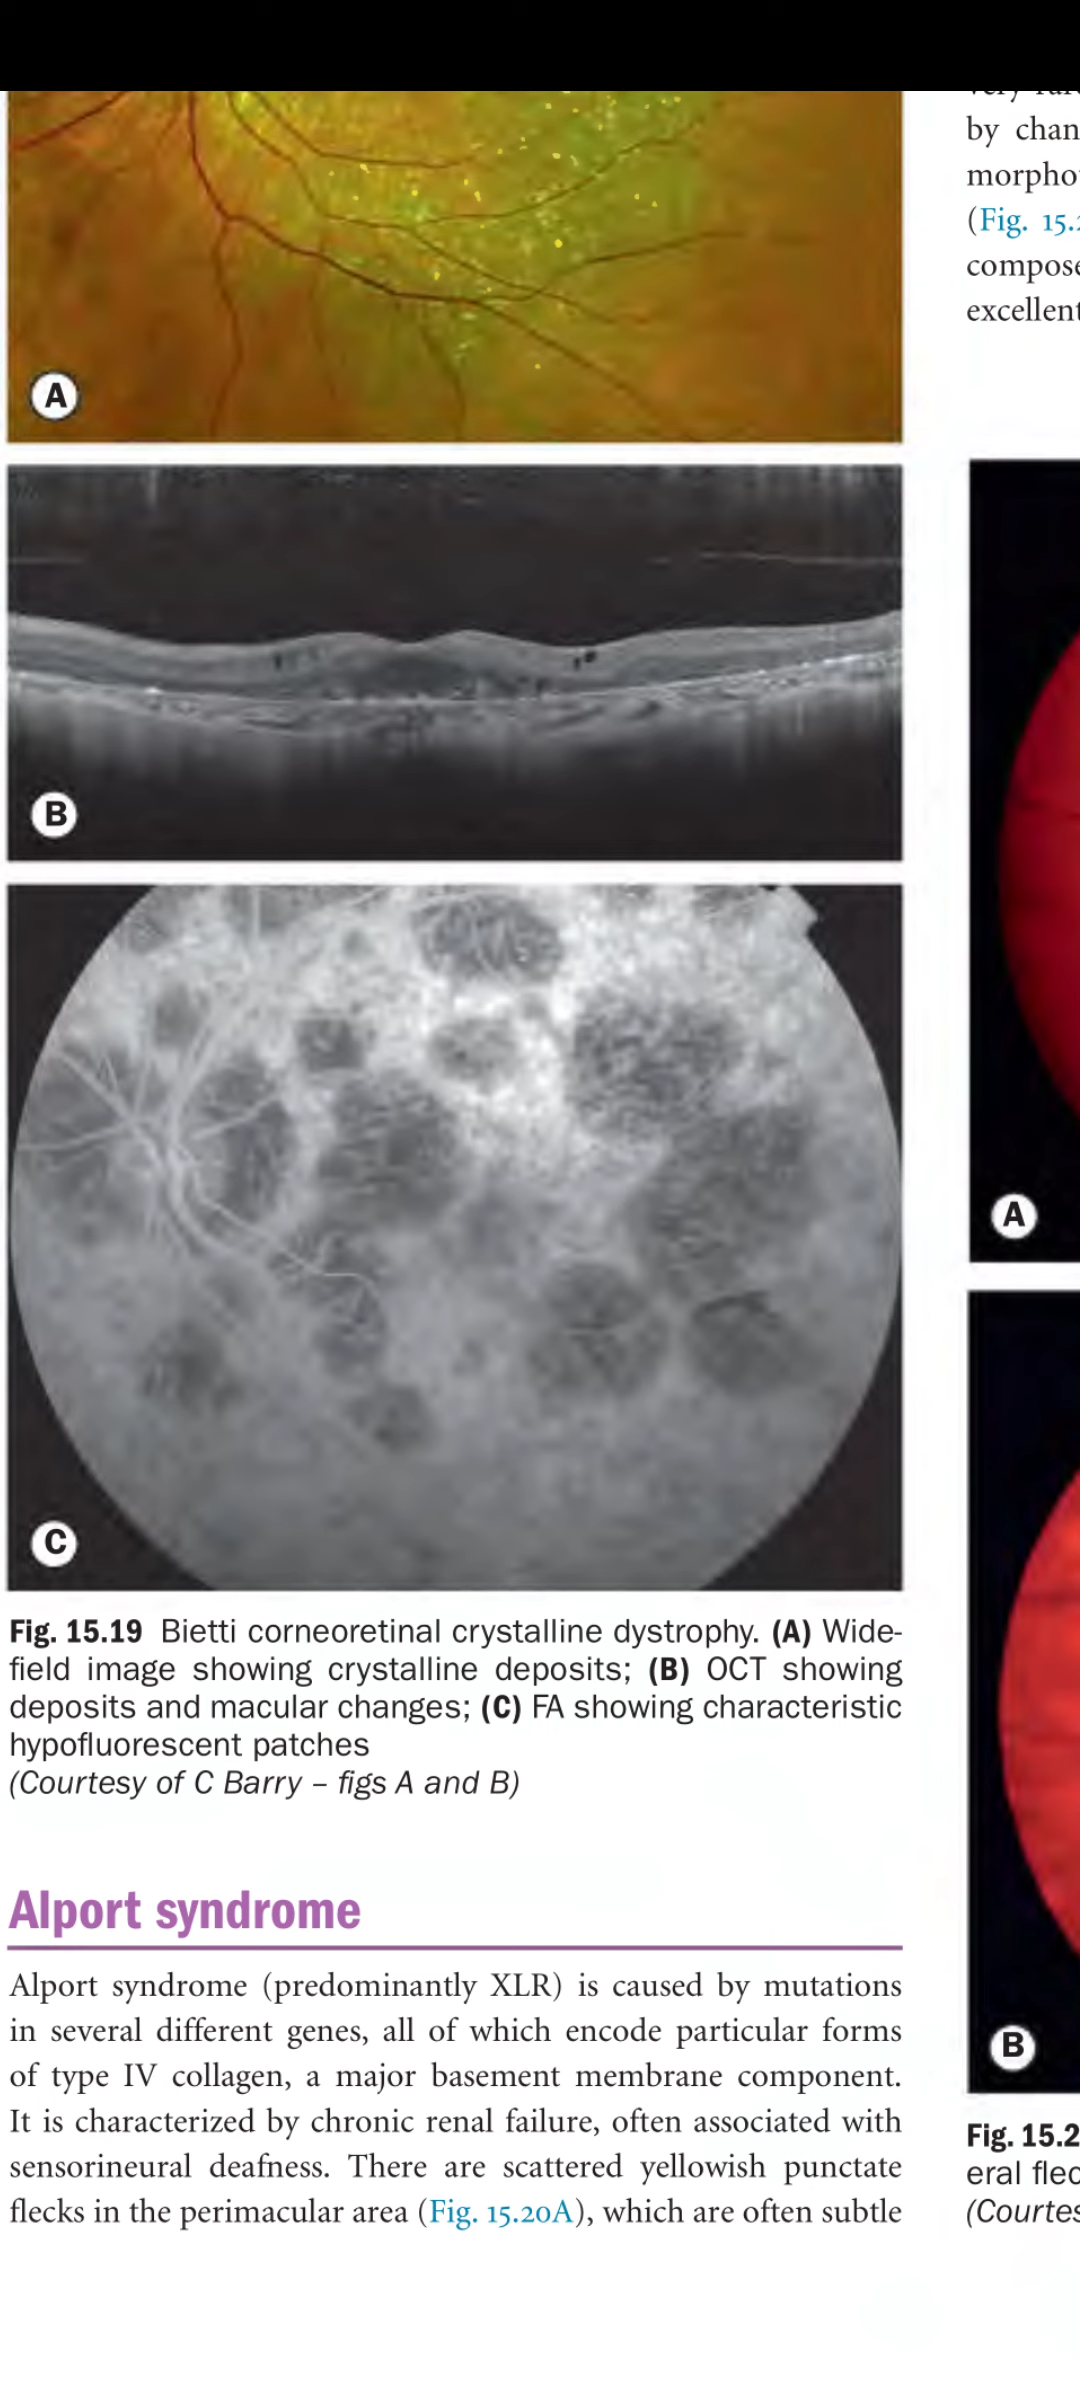 A
B
C
Fig. 15.19 Bietti corneoretinal crystalline dystrophy. (A) Wide-
field image showing crystalline deposits; (B) OCT showing
deposits and macular changes; (C) FA showing characteristic
hypofluorescent patches
(Courtesy of C Barry – figs A and B)
Alport syndrome
Alport syndrome (predominantly XLR) is caused by mutations
in several different genes, all of which encode particular forms
of type IV collagen, a major basement membrane component.
It is characterized by chronic renal failure, often associated with
sensorineural deafness. There are scattered yellowish punctate
flecks in the perimacular area (Fig. 15.20A), which are often subtle
by chan
morpho
(Fig. 15.
compose
excellent
A
B
Fig. 15.2
eral flec
(Courtes